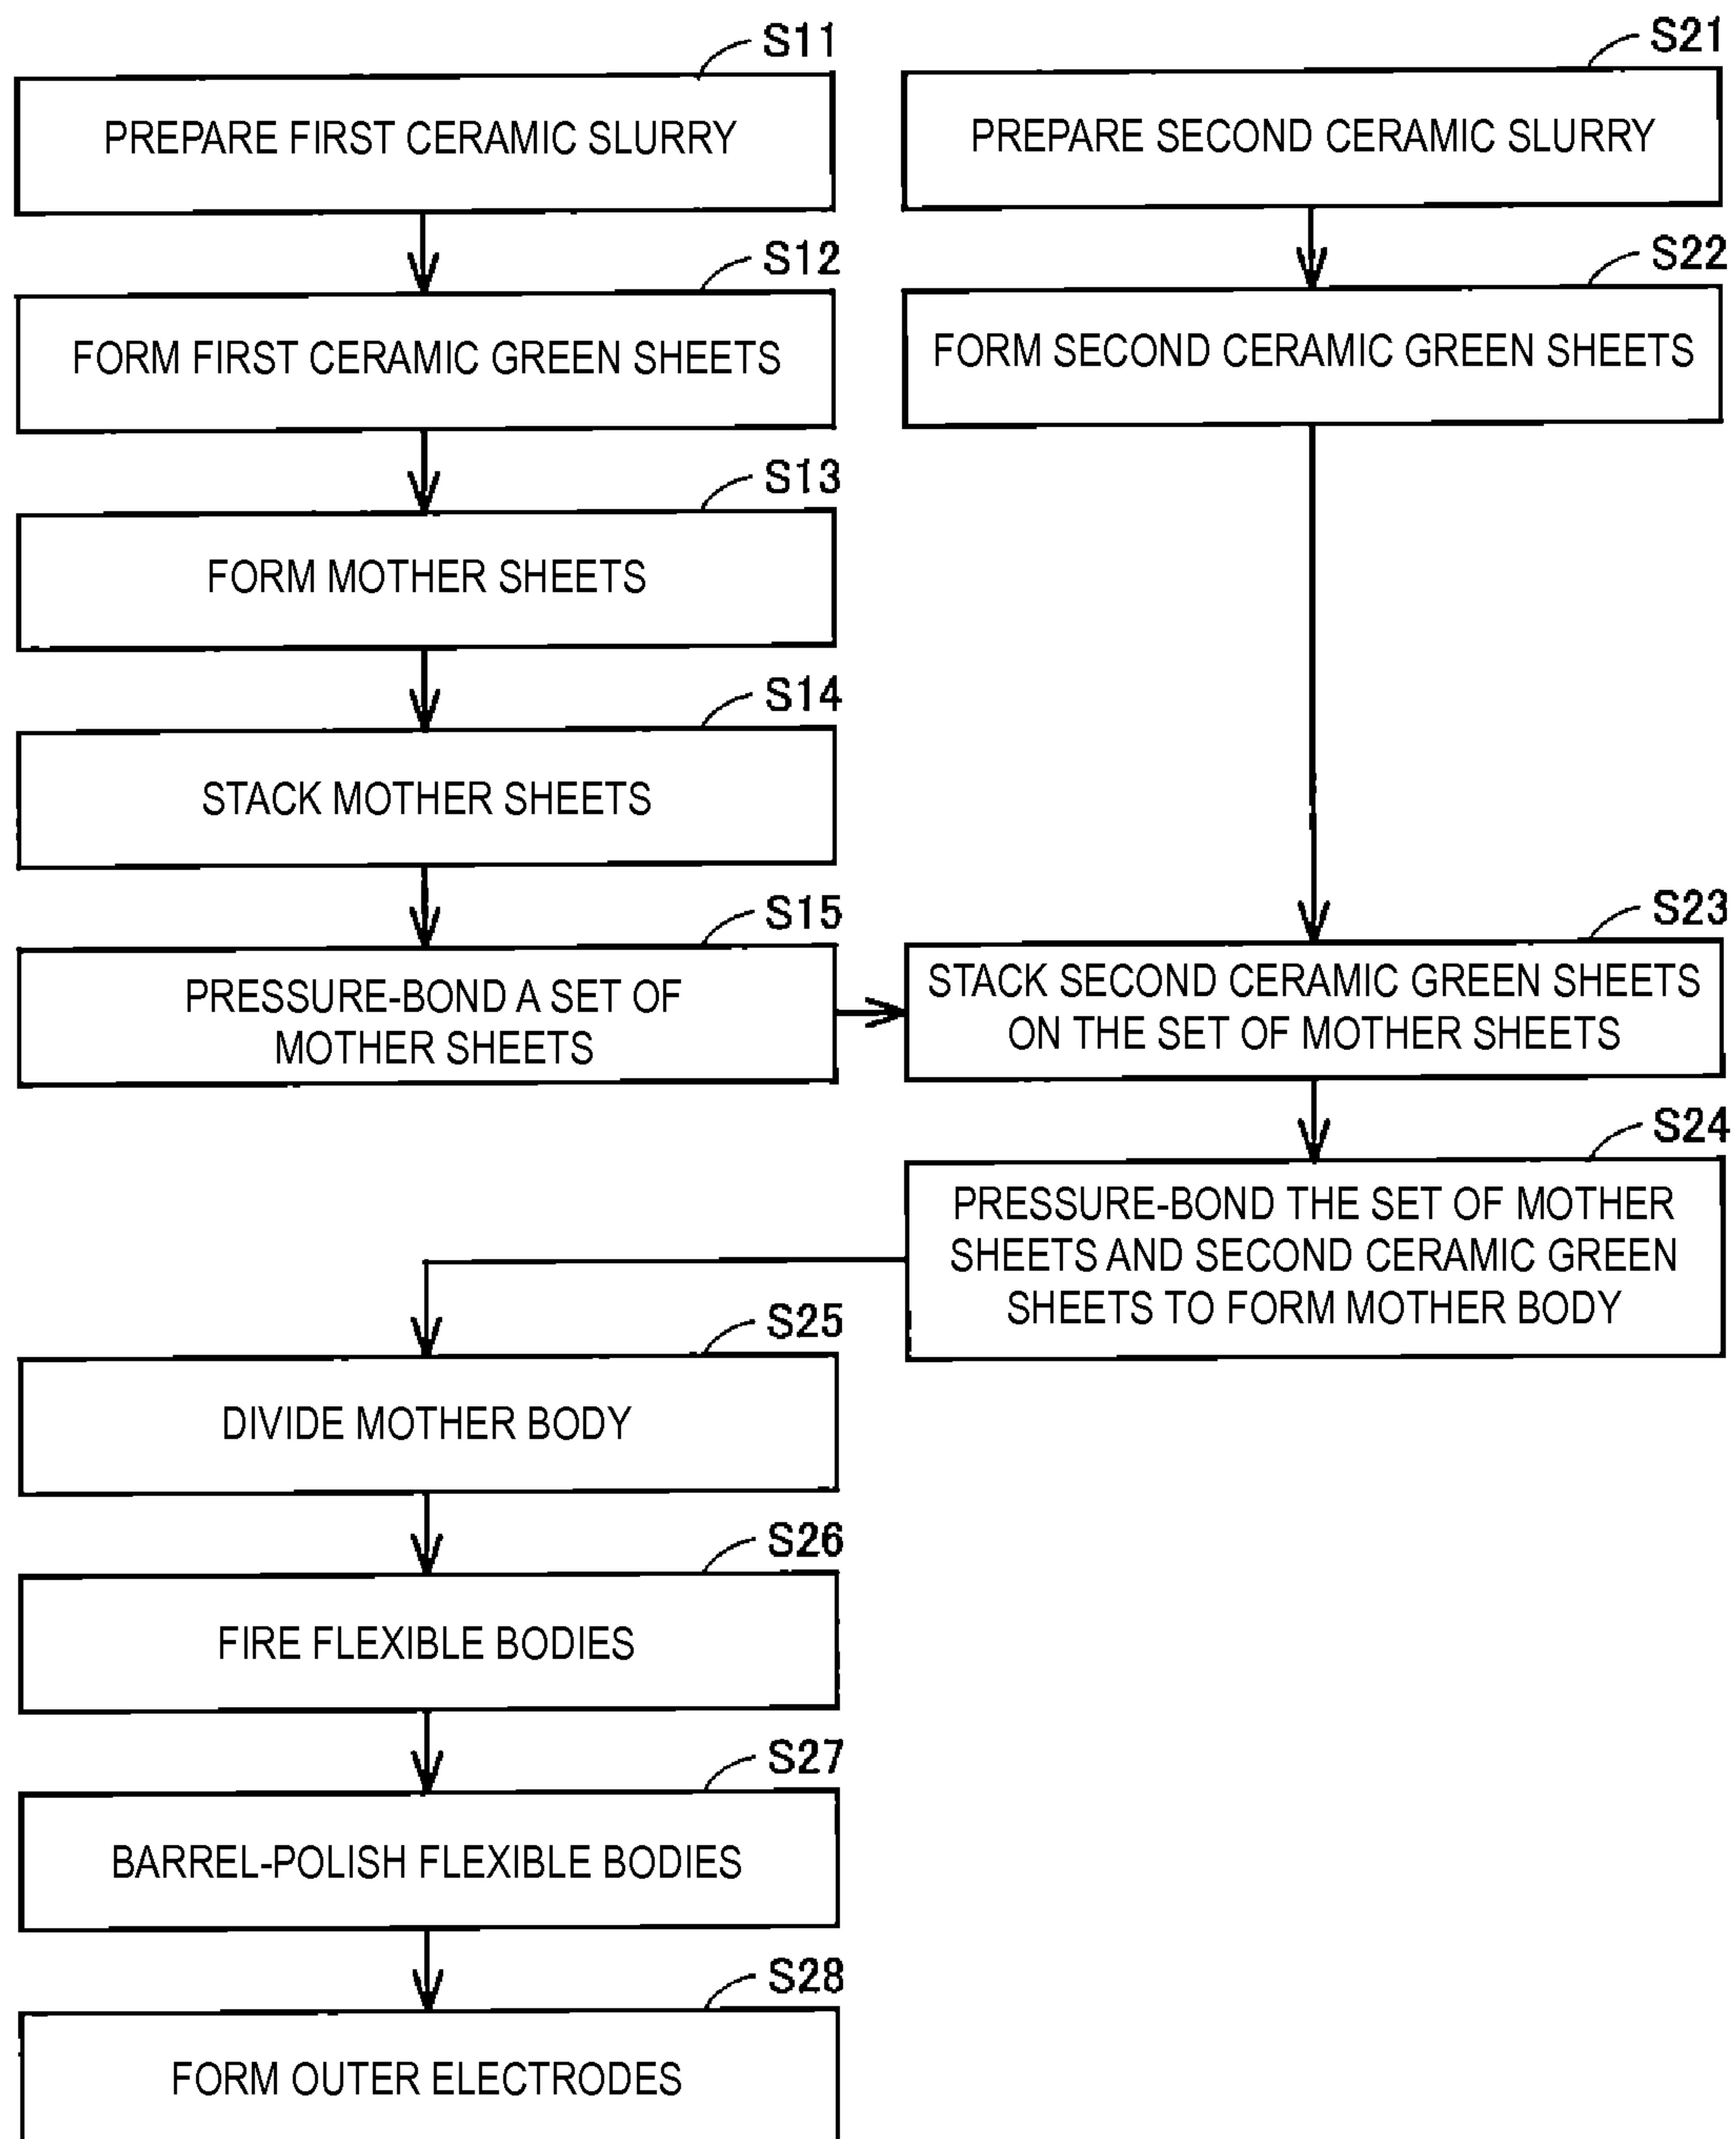 S11
PREPARE FIRST CERAMIC SLURRY
S12
FORM FIRST CERAMIC GREEN SHEETS
S13
FORM MOTHER SHEETS
S14
STACK MOTHER SHEETS
S15
PRESSURE-BOND A SET OF
MOTHER SHEETS
S21
PREPARE SECOND CERAMIC SLURRY
S22
FORM SECOND CERAMIC GREEN SHEETS
S23
STACK SECOND CERAMIC GREEN SHEETS
ON THE SET OF MOTHER SHEETS
S24
PRESSURE-BOND THE SET OF MOTHER
SHEETS AND SECOND CERAMIC GREEN
SHEETS TO FORM MOTHER BODY
S25
DIVIDE MOTHER BODY
S26
FIRE FLEXIBLE BODIES
S27
BARREL-POLISH FLEXIBLE BODIES
S28
FORM OUTER ELECTRODES